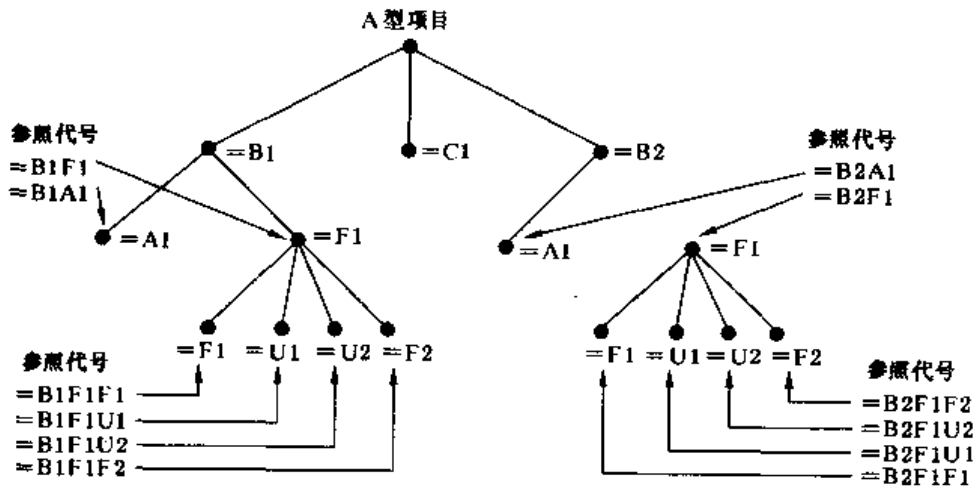 A型项目
参照代号
=B1F1
=B1A1
=B1
=C1
=B2
参照代号
=B2A1
=B2F1
=A1
=F1
=A1
=F1
=F1
=U1
=U2
=F2
=F1
=U1
=U2
=F2
参照代号
=B1F1F1
=B1F1U1
=B1F1U2
=B1F1F2
参照代号
=B2F1F2
=B2F1U2
=B2F1U1
=B2F1F1